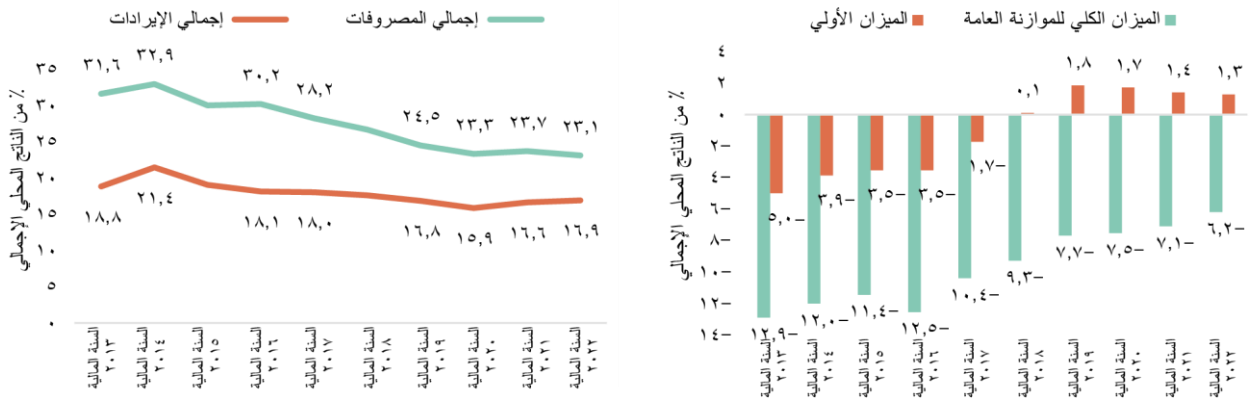 إجمالي المصروفات إجمالي الإيرادات
% من الناتج المحلي الإجمالي
٣٥
٣٠
٢٥
٢٠
١٥
١٠
٥
٠
٣١,٦ ٣٢,٩ ٣٠,٢ ٢٨,٢ ٢٤,٥ ٢٣,٣ ٢٣,٧ ٢٣,١
١٨,٨ ٢١,٤ ١٨,١ ١٨,٠ ١٦,٨ ١٥,٩ ١٦,٦ ١٦,٩
السنة المالية ٢٠١٣
السنة المالية ٢٠١٤
السنة المالية ٢٠١٥
السنة المالية ٢٠١٦
السنة المالية ٢٠١٧
السنة المالية ٢٠١٨
السنة المالية ٢٠١٩
السنة المالية ٢٠٢٠
السنة المالية ٢٠٢١
السنة المالية ٢٠٢٢
الميزان الكلي للموازنة العامة الميزان الأولي
% من الناتج المحلي الإجمالي
٤
٢
٠
٢−
٤−
٦−
٨−
١٠−
١٢−
١٤−
٠,١ ١,٨ ١,٧ ١,٤ ١,٣
٥,٠− ٣,٩− ٣,٥− ٣,٥− ١,٧−
١٢,٩− ١٢,٠− ١١,٤− ١٢,٥− ١٠,٤− ٩,٣− ٧,٧− ٧,٥− ٧,١− ٦,٢−
السنة المالية ٢٠١٣
السنة المالية ٢٠١٤
السنة المالية ٢٠١٥
السنة المالية ٢٠١٦
السنة المالية ٢٠١٧
السنة المالية ٢٠١٨
السنة المالية ٢٠١٩
السنة المالية ٢٠٢٠
السنة المالية ٢٠٢١
السنة المالية ٢٠٢٢